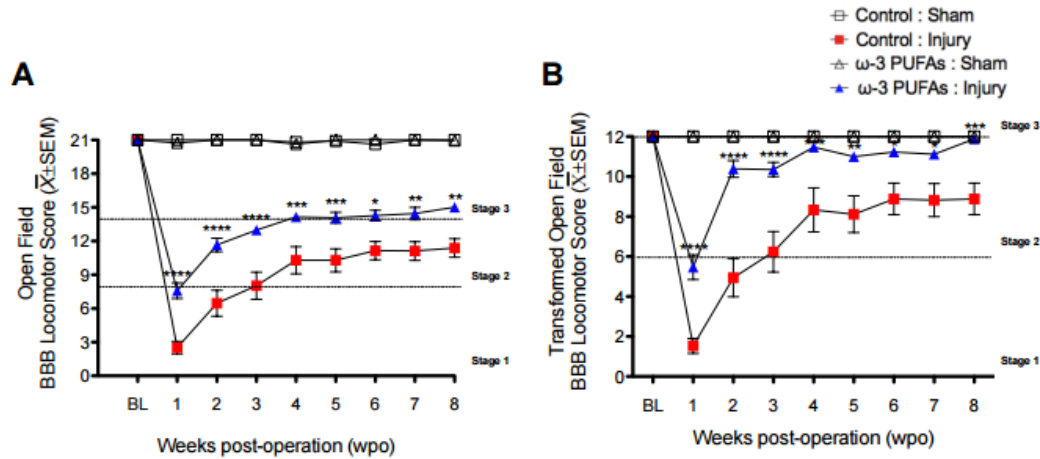 Control : Sham
Control : Injury
ω-3 PUFAs : Sham
ω-3 PUFAs : Injury
A
Open Field
BBB Locomotor Score (X̅±SEM)
21
18
15
12
9
6
3
0
****
****
****
***
***
*
**
**
Stage 3
Stage 2
Stage 1
BL 1 2 3 4 5 6 7 8
Weeks post-operation (wpo)
B
Transformed Open Field
BBB Locomotor Score (X̅±SEM)
12
10
8
6
4
2
0
****
****
****
**
*
***
Stage 3
Stage 2
Stage 1
BL 1 2 3 4 5 6 7 8
Weeks post-operation (wpo)